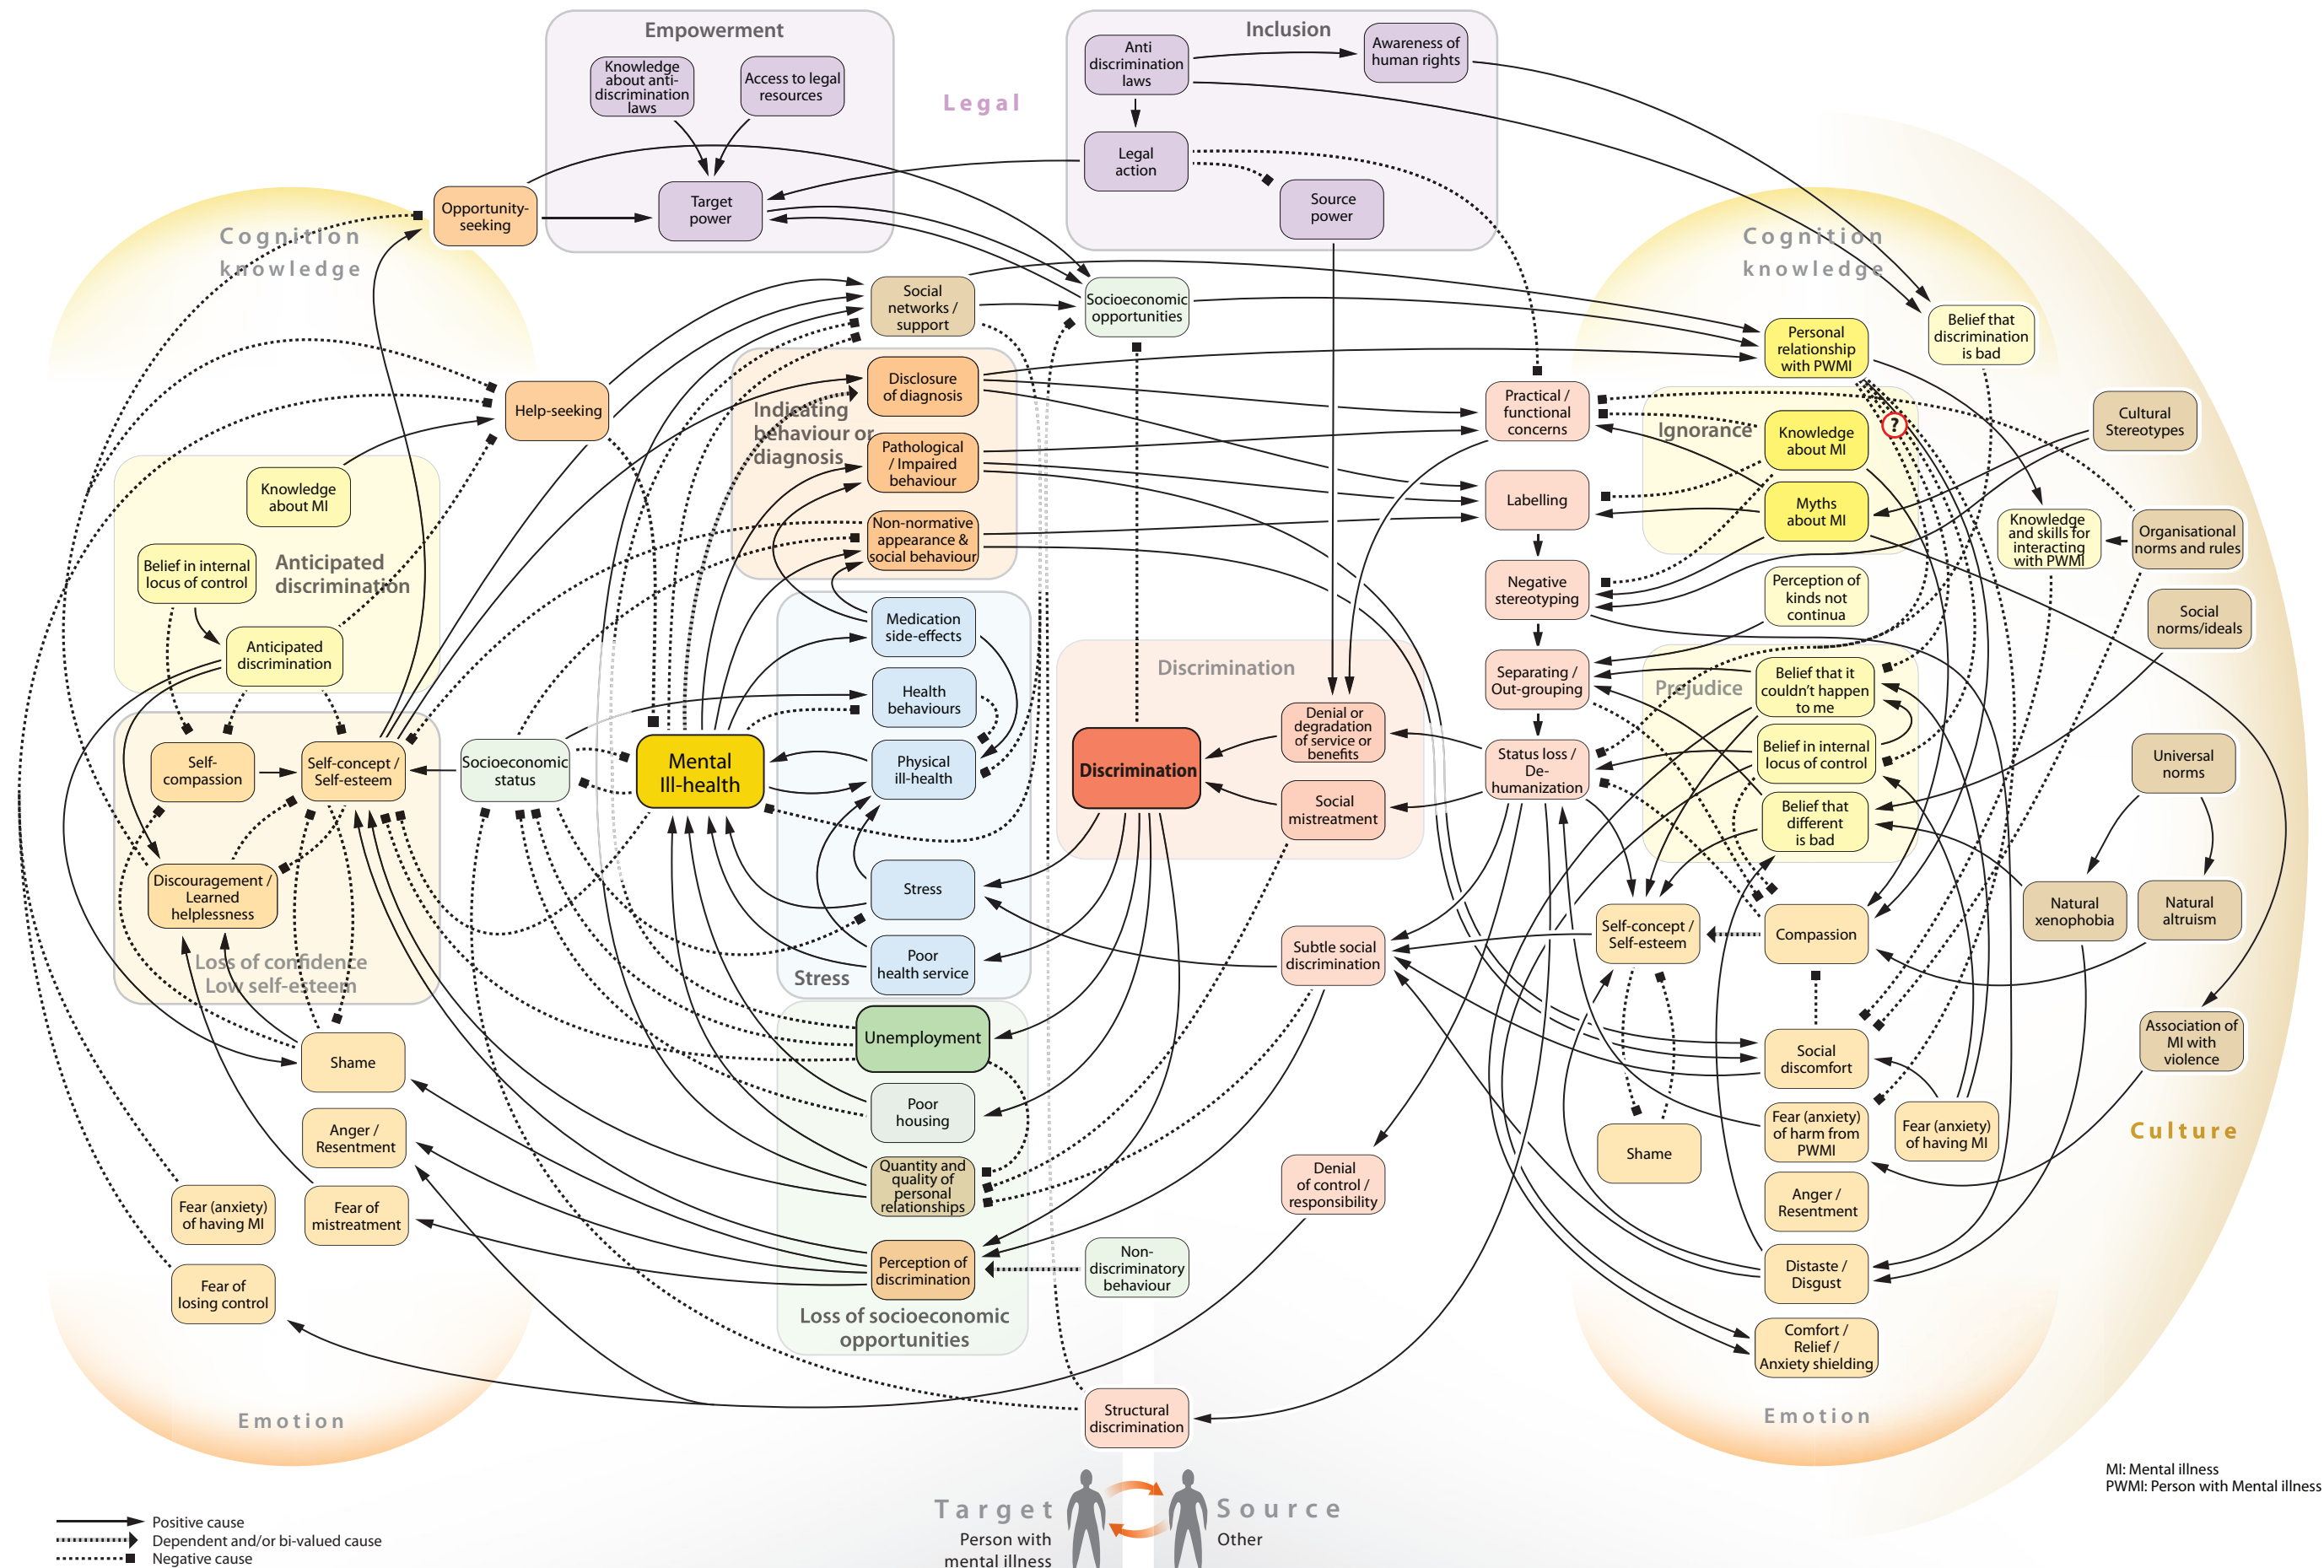 Empowerment
Knowledge
about anti-
discrimination
laws
Access to legal
resources
Target
power
Legal
Inclusion
Anti
discrimination
laws
Awareness of
human rights
Legal
action
Source
power
Cognition
knowledge
Opportunity-
seeking
Help-seeking
Knowledge
about MI
Belief in internal
locus of control
Anticipated
discrimination
Anticipated
discrimination
Self-
compassion
Self-concept /
Self-esteem
Discouragement /
Learned
helplessness
Loss of confidence
Low self-esteem
Shame
Anger /
Resentment
Fear (anxiety)
of having MI
Fear of
mistreatment
Fear of
losing control
Emotion
Socioeconomic
status
Mental
Ill-health
Social
networks /
support
Socioeconomic
opportunities
Indicating
behaviour or
diagnosis
Disclosure
of diagnosis
Pathological
/ Impaired
behaviour
Non-normative
appearance &
social behaviour
Medication
side-effects
Health
behaviours
Physical
ill-health
Stress
Poor
health service
Stress
Unemployment
Poor
housing
Quantity and
quality of
personal
relationships
Perception of
discrimination
Loss of socioeconomic
opportunities
Discrimination
Discrimination
Denial or
degradation
of service or
benefits
Social
mistreatment
Subtle social
discrimination
Denial
of control /
responsibility
Non-
discriminatory
behaviour
Structural
discrimination
Practical /
functional
concerns
Labelling
Negative
stereotyping
Separating /
Out-grouping
Status loss /
De-
humanization
Cognition
knowledge
Personal
relationship
with PWMI
Belief that
discrimination
is bad
Ignorance
Knowledge
about MI
?
Myths
about MI
Perception of
kinds not
continua
Knowledge
and skills for
interacting
with PWMI
Prejudice
Belief that it
couldn't happen
to me
Belief in internal
locus of control
Belief that
different
is bad
Self-concept /
Self-esteem
Compassion
Social
discomfort
Shame
Fear (anxiety)
of harm from
PWMI
Fear (anxiety)
of having MI
Anger /
Resentment
Distaste /
Disgust
Comfort /
Relief /
Anxiety shielding
Emotion
Cultural
Stereotypes
Organisational
norms and rules
Social
norms/ideals
Universal
norms
Natural
xenophobia
Natural
altruism
Association of
MI with
violence
Culture
MI: Mental illness
PWMI: Person with Mental illness
Target
Person with
mental illness
Source
Other
Positive cause
Dependent and/or bi-valued cause
Negative cause